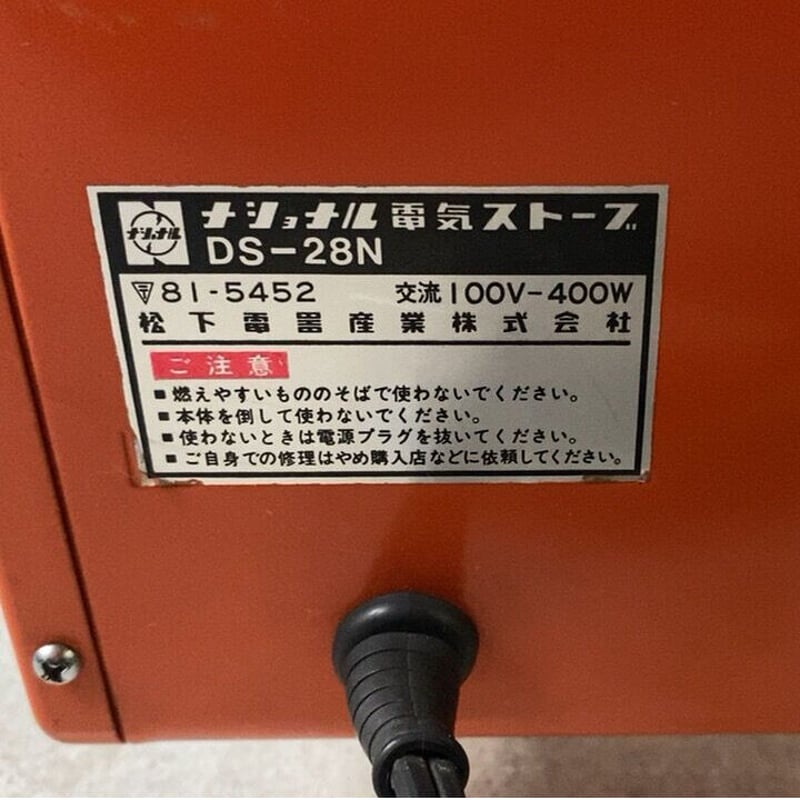 ナショナル ナショナル 電気ストーブ
DS-28N
〒81-5452 交流100V-400W
松下電器産業株式会社
ご注意
■燃えやすいもののそばで使わないでください。
■本体を倒して使わないでください。
■使わないときは電源プラグを抜いてください。
■ご自身での修理はやめ購入店などに依頼してください。